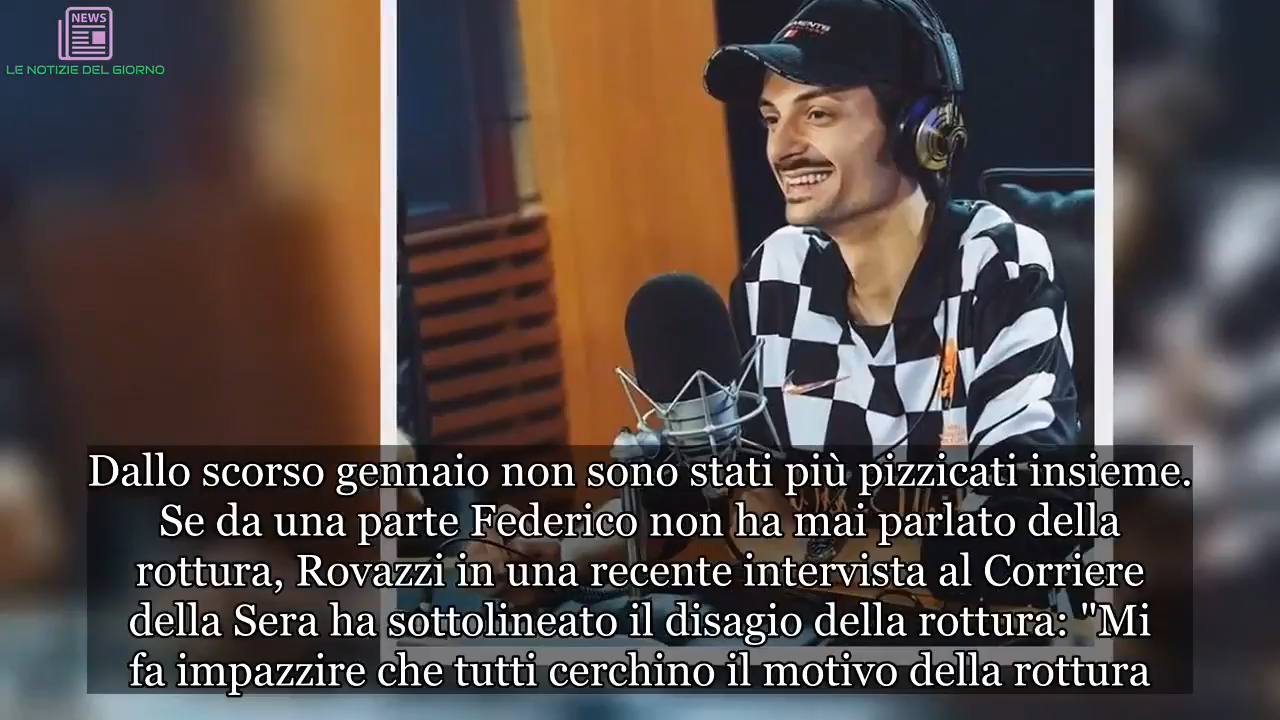 NEWS
LE NOTIZIE DEL GIORNO
Dallo scorso gennaio non sono stati più pizzicati insieme.
Se da una parte Federico non ha mai parlato della
rottura, Rovazzi in una recente intervista al Corriere
della Sera ha sottolineato il disagio della rottura: "Mi
fa impazzire che tutti cerchino il motivo della rottura